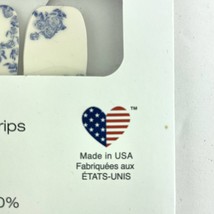 rips
TM
Made in USA
Fabriquées aux
ÉTATS-UNIS
0%